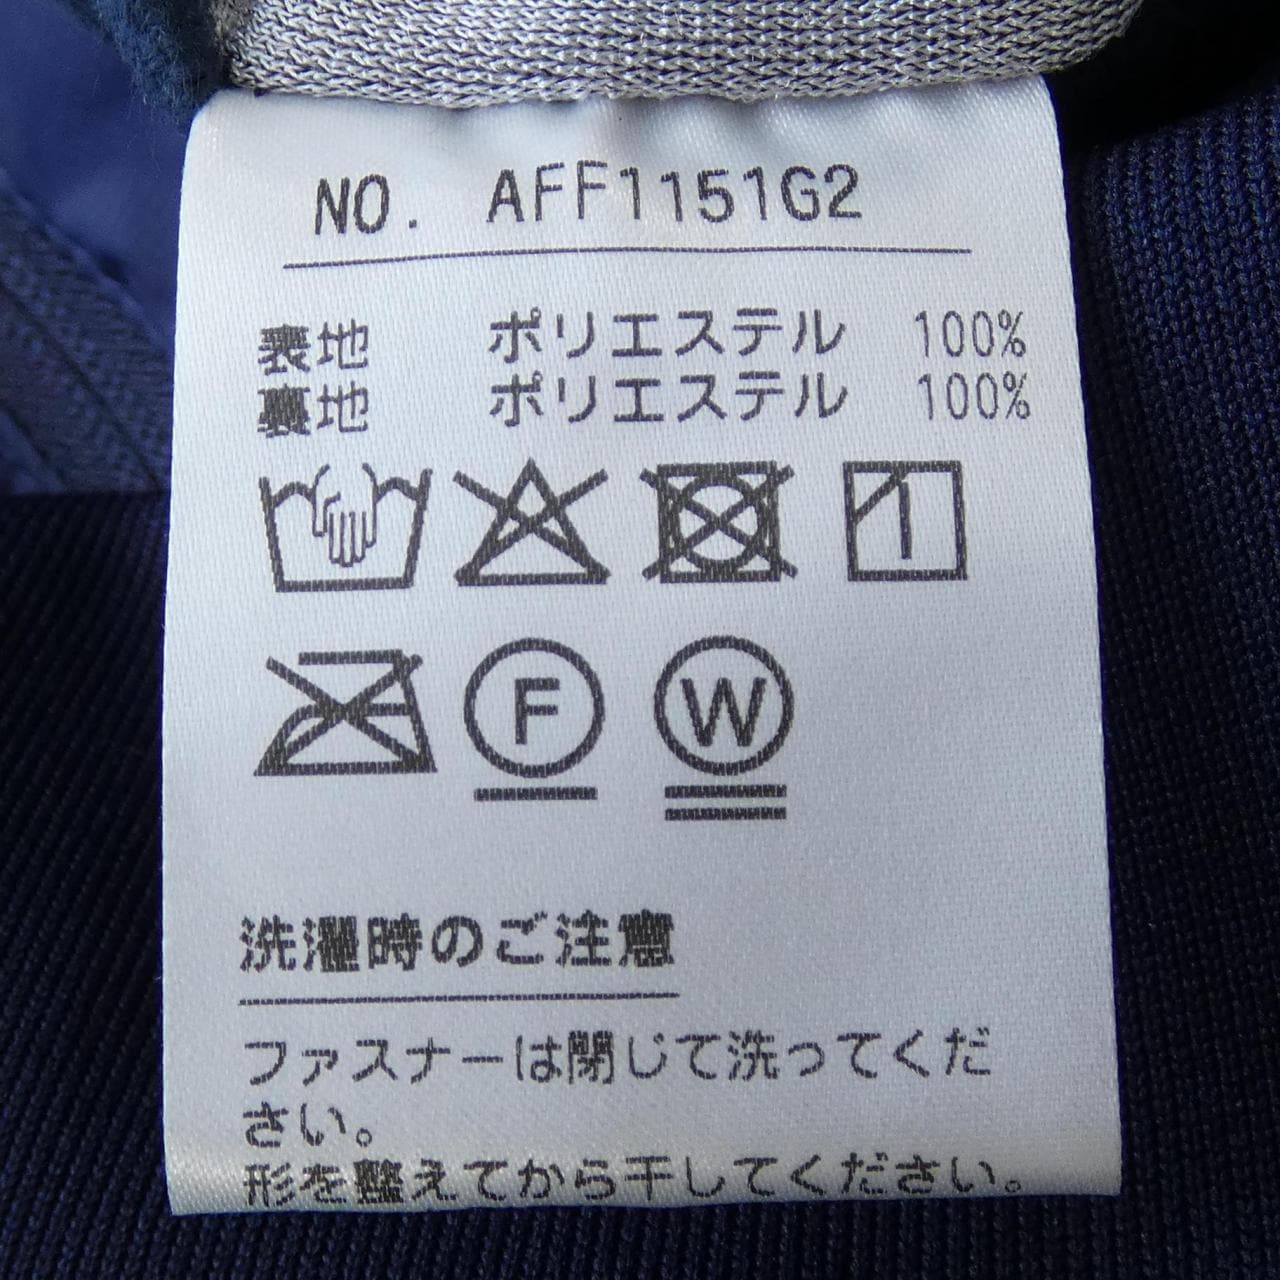 NO. AFF1151G2
表地 ポリエステル 100%
裏地 ポリエステル 100%
1
F W
洗濯時のご注意
ファスナーは閉じて洗ってくだ
さい。
形を整えてから干してください。